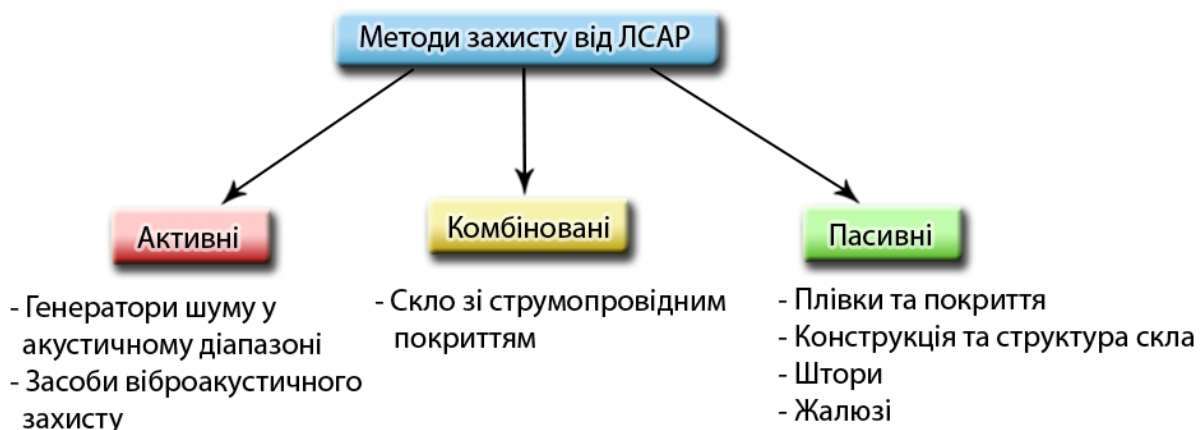 Методи захисту від ЛСАР
Активні
- Генератори шуму у
акустичному діапазоні
- Засоби віброакустичного
захисту
Комбіновані
- Скло зі струмопровідним
покриттям
Пасивні
- Плівки та покриття
- Конструкція та структура скла
- Штори
- Жалюзі